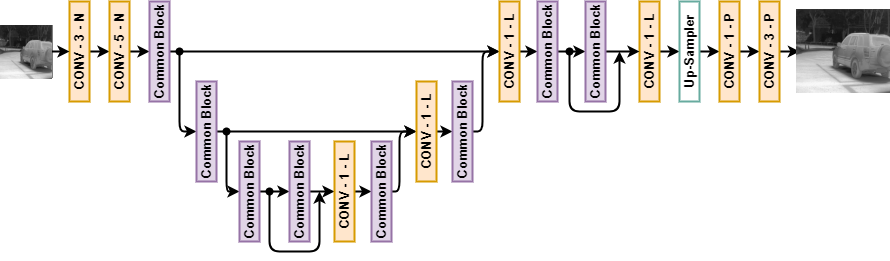 CONV - 3 - N
CONV - 5 - N
Common Block
CONV - 1 - L
Common Block
Common Block
CONV - 1 - L
Up-Sampler
CONV - 1 - P
CONV - 3 - P
Common Block
CONV - 1 - L
Common Block
Common Block
Common Block
CONV - 1 - L
Common Block